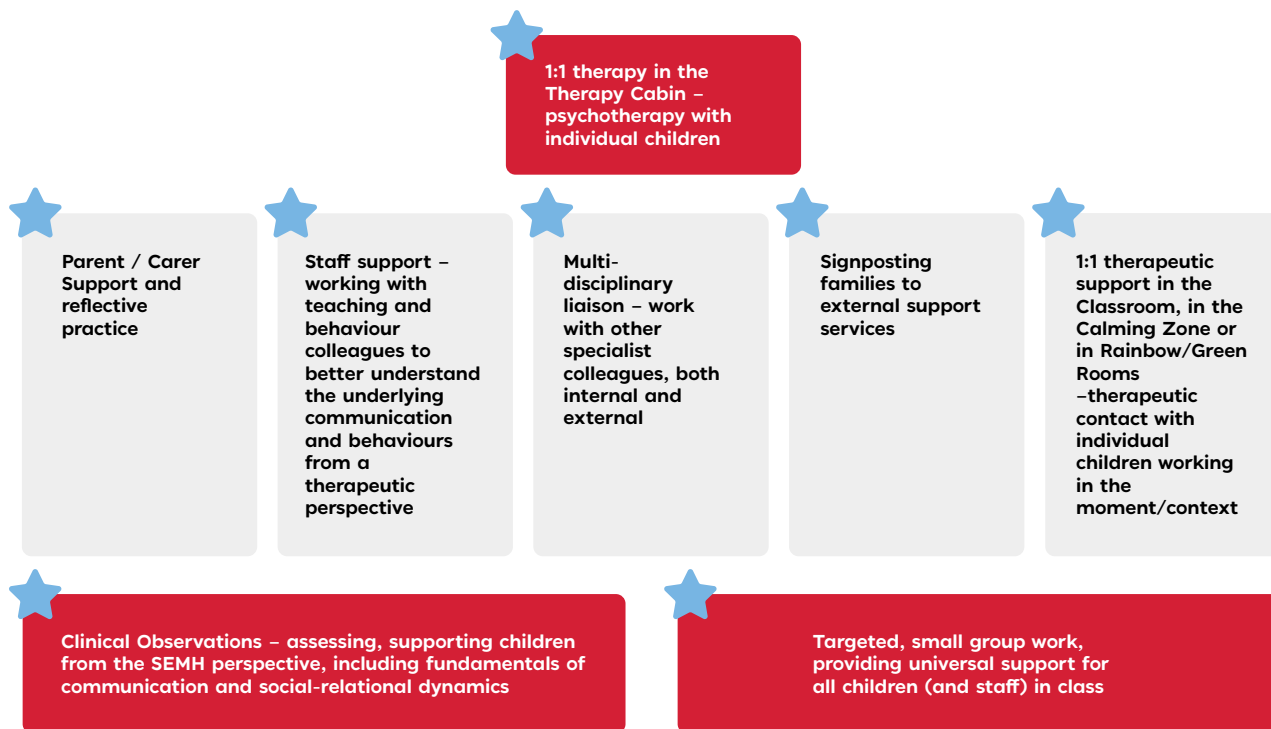 1:1 therapy in the
Therapy Cabin –
psychotherapy with
individual children
Parent / Carer
Support and
reflective
practice
Staff support –
working with
teaching and
behaviour
colleagues to
better understand
the underlying
communication
and behaviours
from a
therapeutic
perspective
Multi-
disciplinary
liaison – work
with other
specialist
colleagues, both
internal and
external
Signposting
families to
external support
services
1:1 therapeutic
support in the
Classroom, in the
Calming Zone or
in Rainbow/Green
Rooms
–therapeutic
contact with
individual
children working
in the
moment/context
Clinical Observations – assessing, supporting children
from the SEMH perspective, including fundamentals of
communication and social-relational dynamics
Targeted, small group work,
providing universal support for
all children (and staff) in class